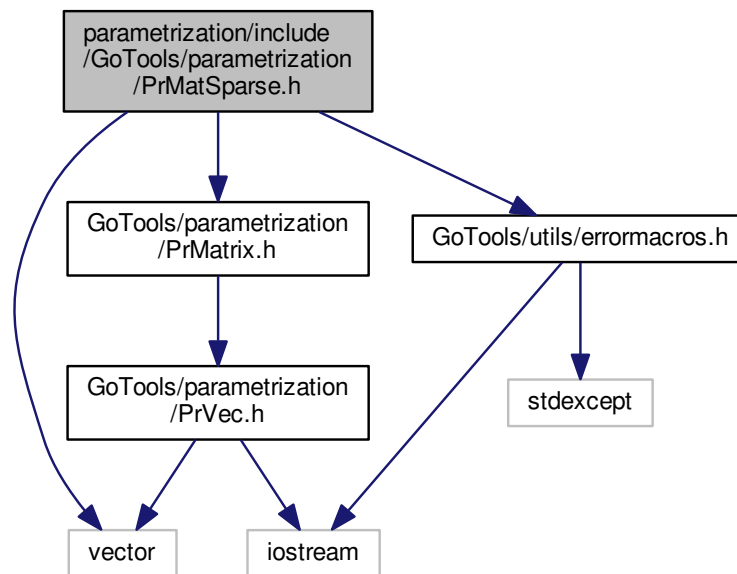 parametrization/include
/GoTools/parametrization
/PrMatSparse.h
GoTools/parametrization
/PrMatrix.h
GoTools/utils/errormacros.h
GoTools/parametrization
/PrVec.h
stdexcept
vector
iostream